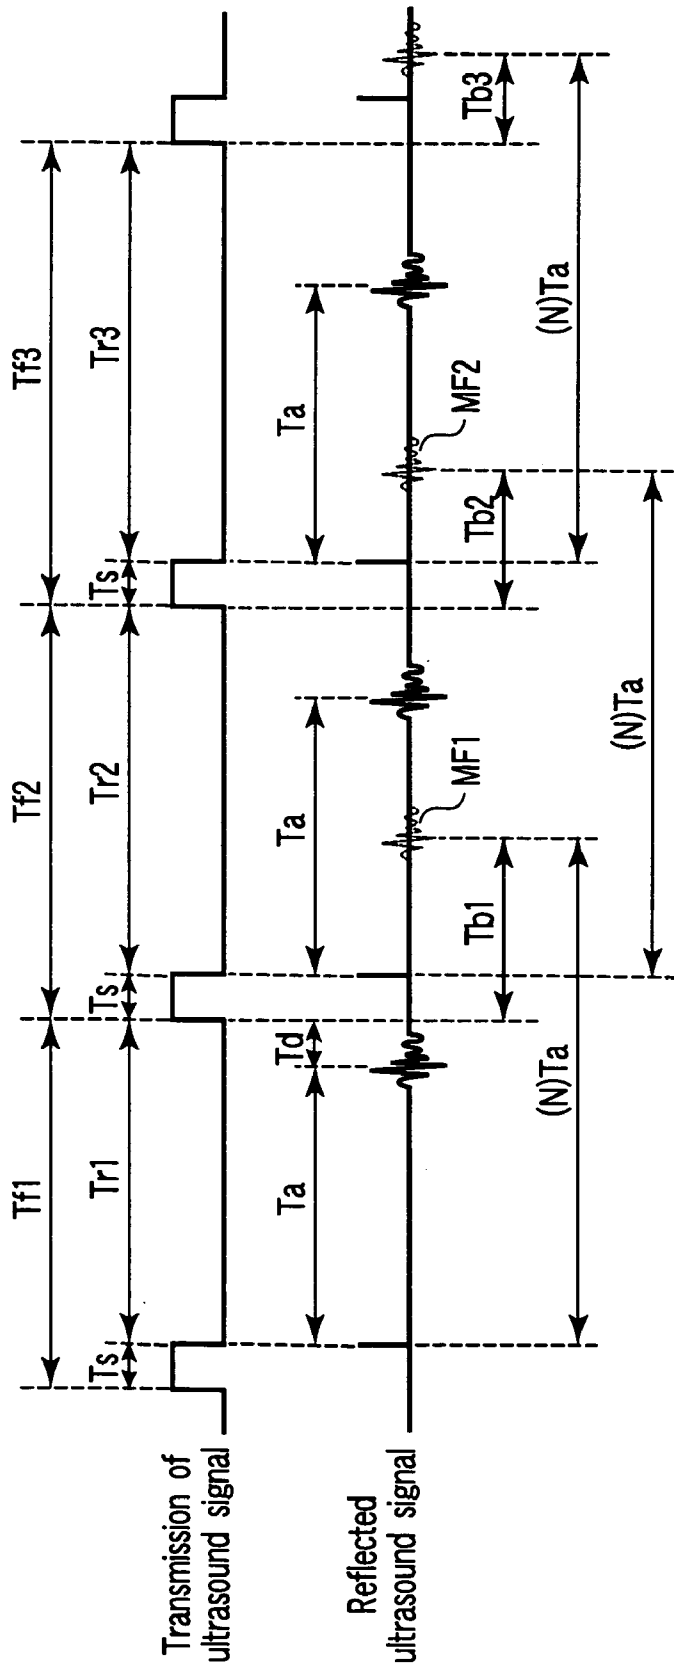 Tf1 Tf2 Tf3
Ts Tr1 Ts Tr2 Ts Tr3
Transmission of
ultrasound signal
Ta Td Ta Ta
Reflected
ultrasound signal
MF1 MF2
Tb1 Tb2 Tb3
(N)Ta (N)Ta
(N)Ta